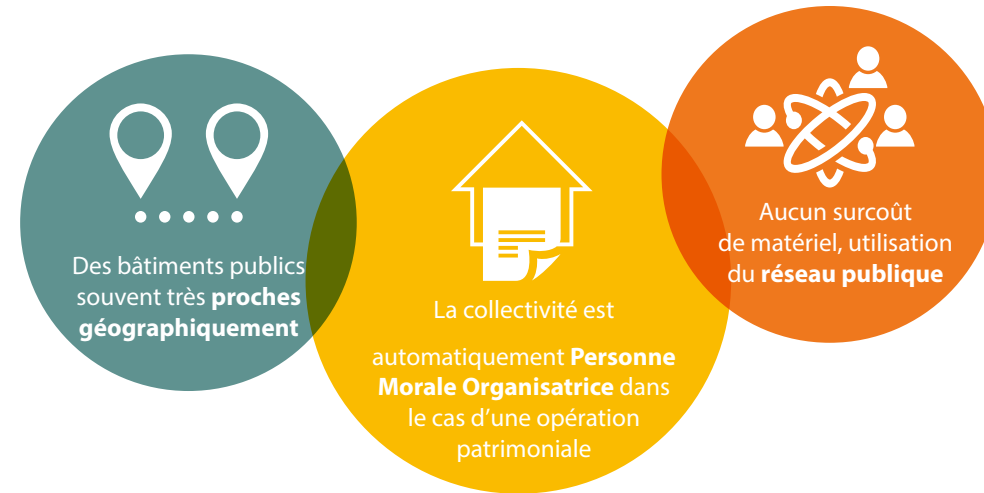 Des bâtiments publics
souvent très proches
géographiquement
La collectivité est
automatiquement Personne
Morale Organisatrice dans
le cas d’une opération
patrimoniale
Aucun surcoût
de matériel, utilisation
du réseau publique